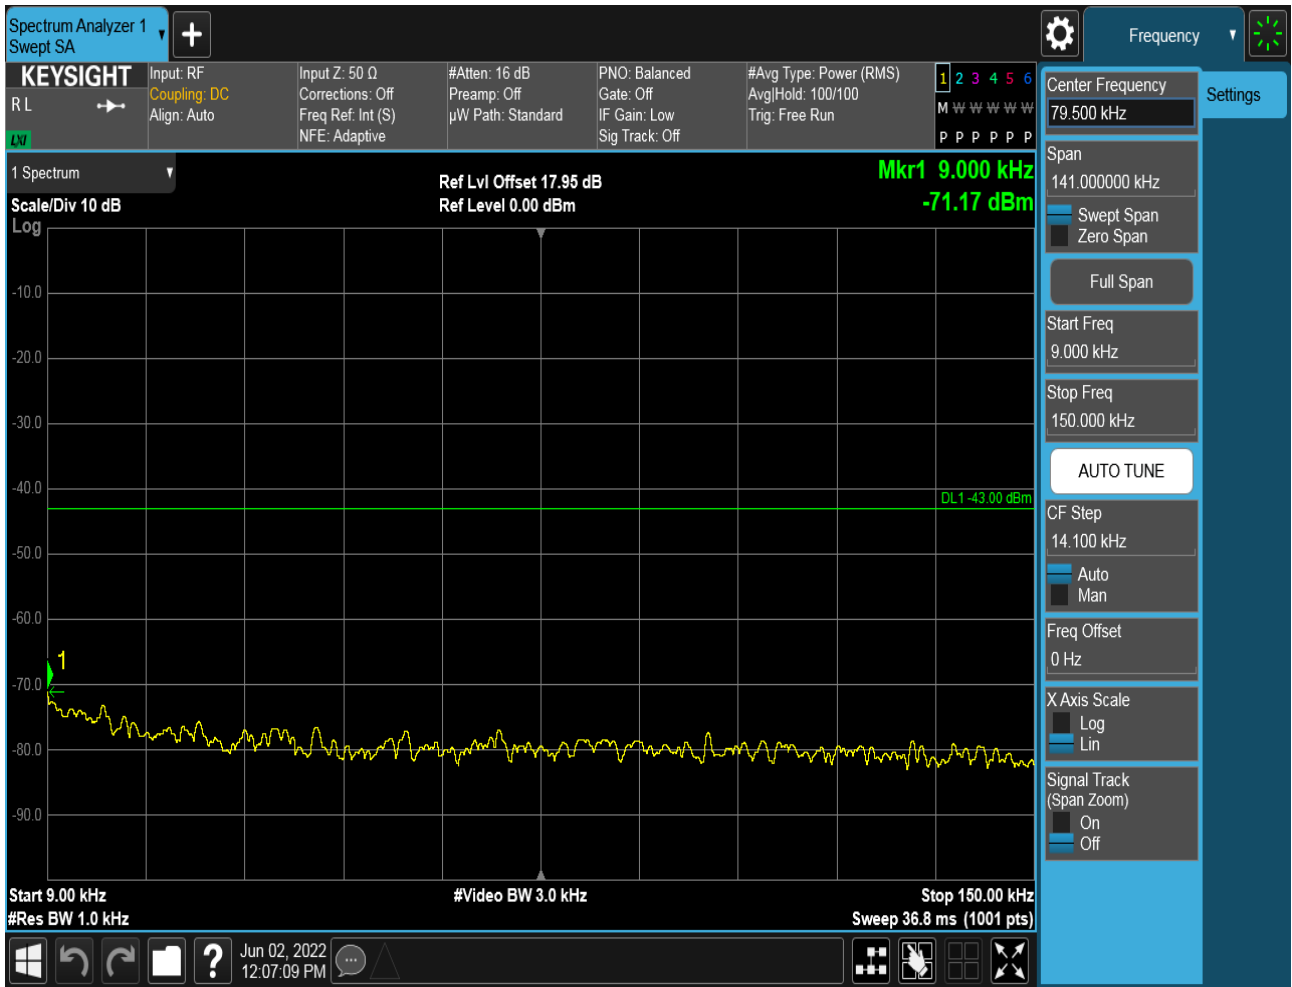 Spectrum Analyzer 1
Swept SA
+
Frequency
KEYSIGHT
R L
LXI
Input: RF
Coupling: DC
Align: Auto
Input Z: 50 Ω
Corrections: Off
Freq Ref: Int (S)
NFE: Adaptive
#Atten: 16 dB
Preamp: Off
µW Path: Standard
PNO: Balanced
Gate: Off
IF Gain: Low
Sig Track: Off
#Avg Type: Power (RMS)
Avg|Hold: 100/100
Trig: Free Run
1 2 3 4 5 6
M W W W W W
P P P P P P
1 Spectrum
Scale/Div 10 dB
Log
Ref Lvl Offset 17.95 dB
Ref Level 0.00 dBm
Mkr1 9.000 kHz
-71.17 dBm
-10.0
-20.0
-30.0
-40.0
DL1 -43.00 dBm
-50.0
-60.0
1
-70.0
-80.0
-90.0
Start 9.00 kHz
#Video BW 3.0 kHz
Stop 150.00 kHz
#Res BW 1.0 kHz
Sweep 36.8 ms (1001 pts)
?
Jun 02, 2022
12:07:09 PM
Center Frequency
79.500 kHz
Settings
Span
141.000000 kHz
Swept Span
Zero Span
Full Span
Start Freq
9.000 kHz
Stop Freq
150.000 kHz
AUTO TUNE
CF Step
14.100 kHz
Auto
Man
Freq Offset
0 Hz
X Axis Scale
Log
Lin
Signal Track
(Span Zoom)
On
Off